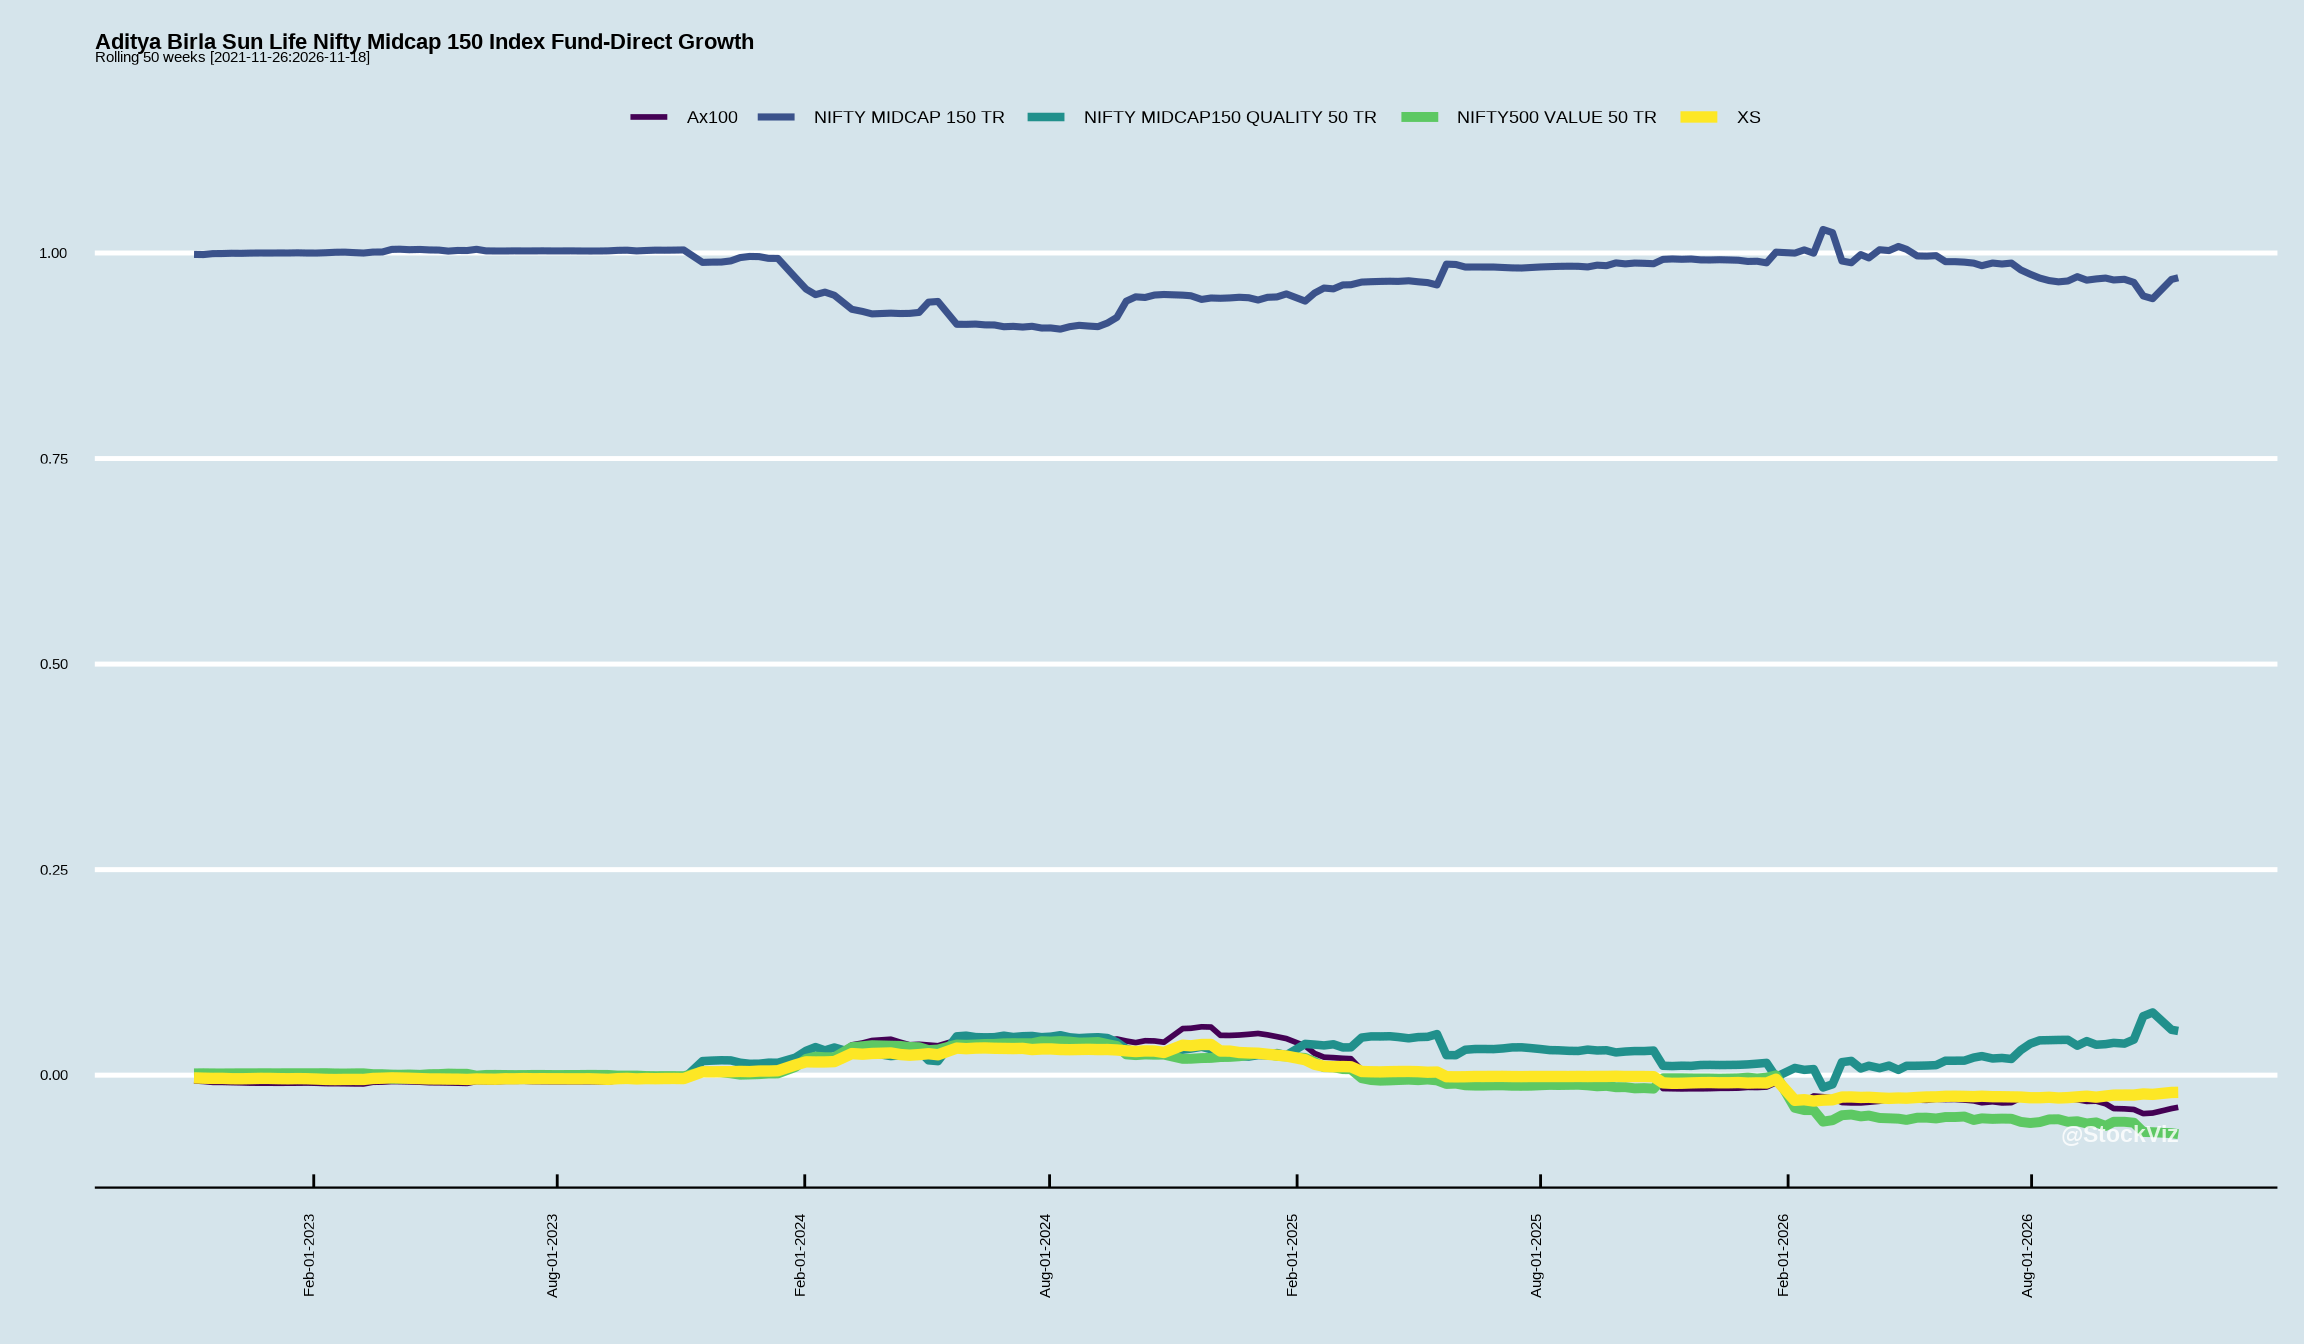 Aditya Birla Sun Life Nifty Midcap 150 Index Fund-Direct Growth
Rolling 50 weeks [2021-11-26:2026-11-18]
Ax100 NIFTY MIDCAP 150 TR NIFTY MIDCAP150 QUALITY 50 TR NIFTY500 VALUE 50 TR XS
1.00
0.75
0.50
0.25
0.00
@StockViz
Feb-01-2023 Aug-01-2023 Feb-01-2024 Aug-01-2024 Feb-01-2025 Aug-01-2025 Feb-01-2026 Aug-01-2026